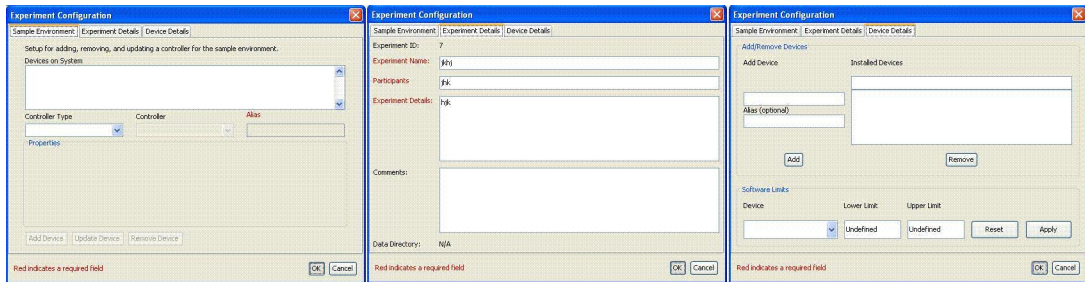 Experiment Configuration
Sample Environment Experiment Details Device Details
Setup for adding, removing, and updating a controller for the sample environment.
Devices on System
Controller Type Controller Alias
Properties
Add Device Update Device Remove Device
Red indicates a required field OK Cancel
Experiment Configuration
Sample Environment Experiment Details Device Details
Experiment ID: 7
Experiment Name: jkhj
Participants jhk
Experiment Details: hjk
Comments:
Data Directory: N/A
Red indicates a required field OK Cancel
Experiment Configuration
Sample Environment Experiment Details Device Details
Add/Remove Devices
Add Device Installed Devices
Alias (optional)
Add Remove
Software Limits
Device Lower Limit Upper Limit
Undefined Undefined Reset Apply
Red indicates a required field OK Cancel